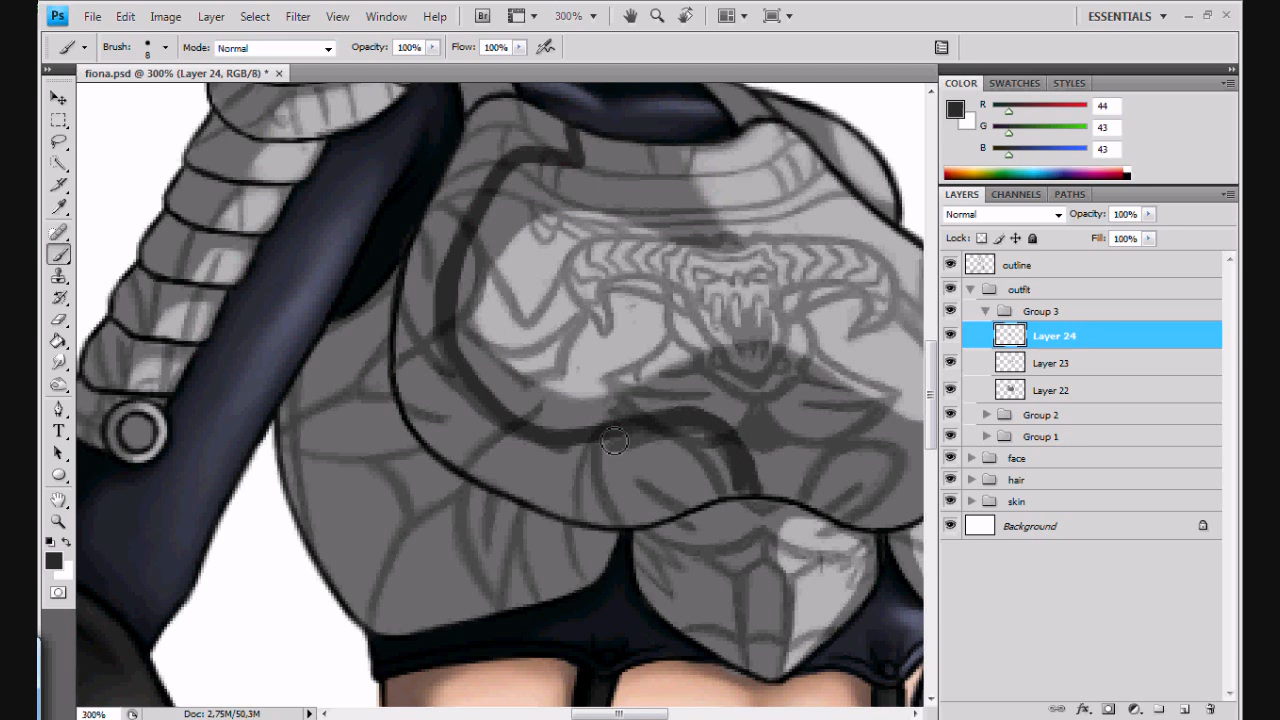 Ps File Edit Image Layer Select Filter View Window Help Br 300% ESSENTIALS
Brush: 8 Mode: Normal Opacity: 100% Flow: 100%
fiona.psd @ 300% (Layer 24, RGB/8) * ×
COLOR SWATCHES STYLES
R 44
G 43
B 43
LAYERS CHANNELS PATHS
Normal Opacity: 100%
Lock: Fill: 100%
outline
outfit
Group 3
Layer 24
Layer 23
Layer 22
Group 2
Group 1
face
hair
skin
Background
T
fx
300% Doc: 2,75M/50,3M